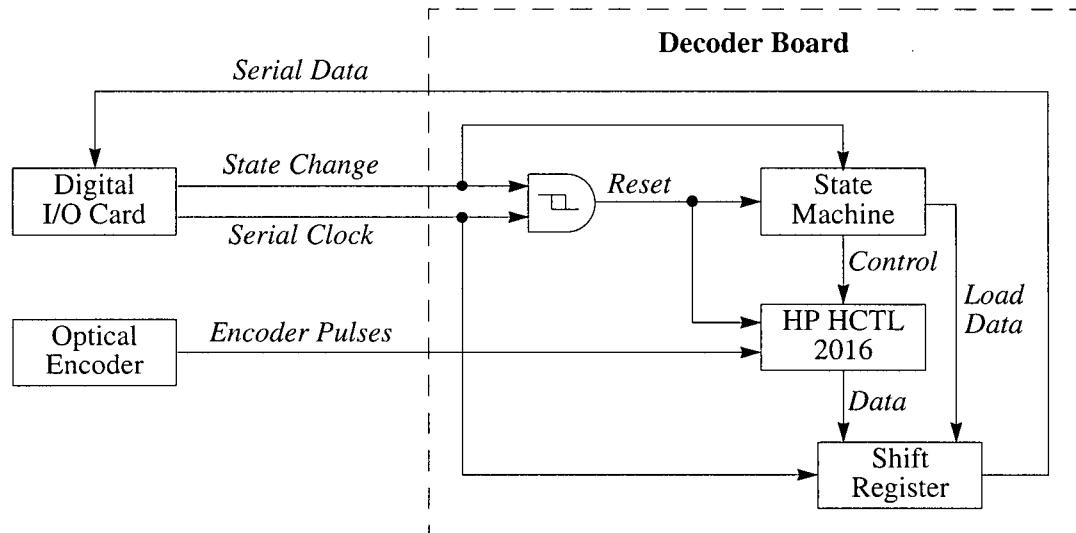 Decoder Board
Serial Data
Digital
I/O Card
State Change
Serial Clock
Reset
State
Machine
Control
Load
Data
Optical
Encoder
Encoder Pulses
HP HCTL
2016
Data
Shift
Register